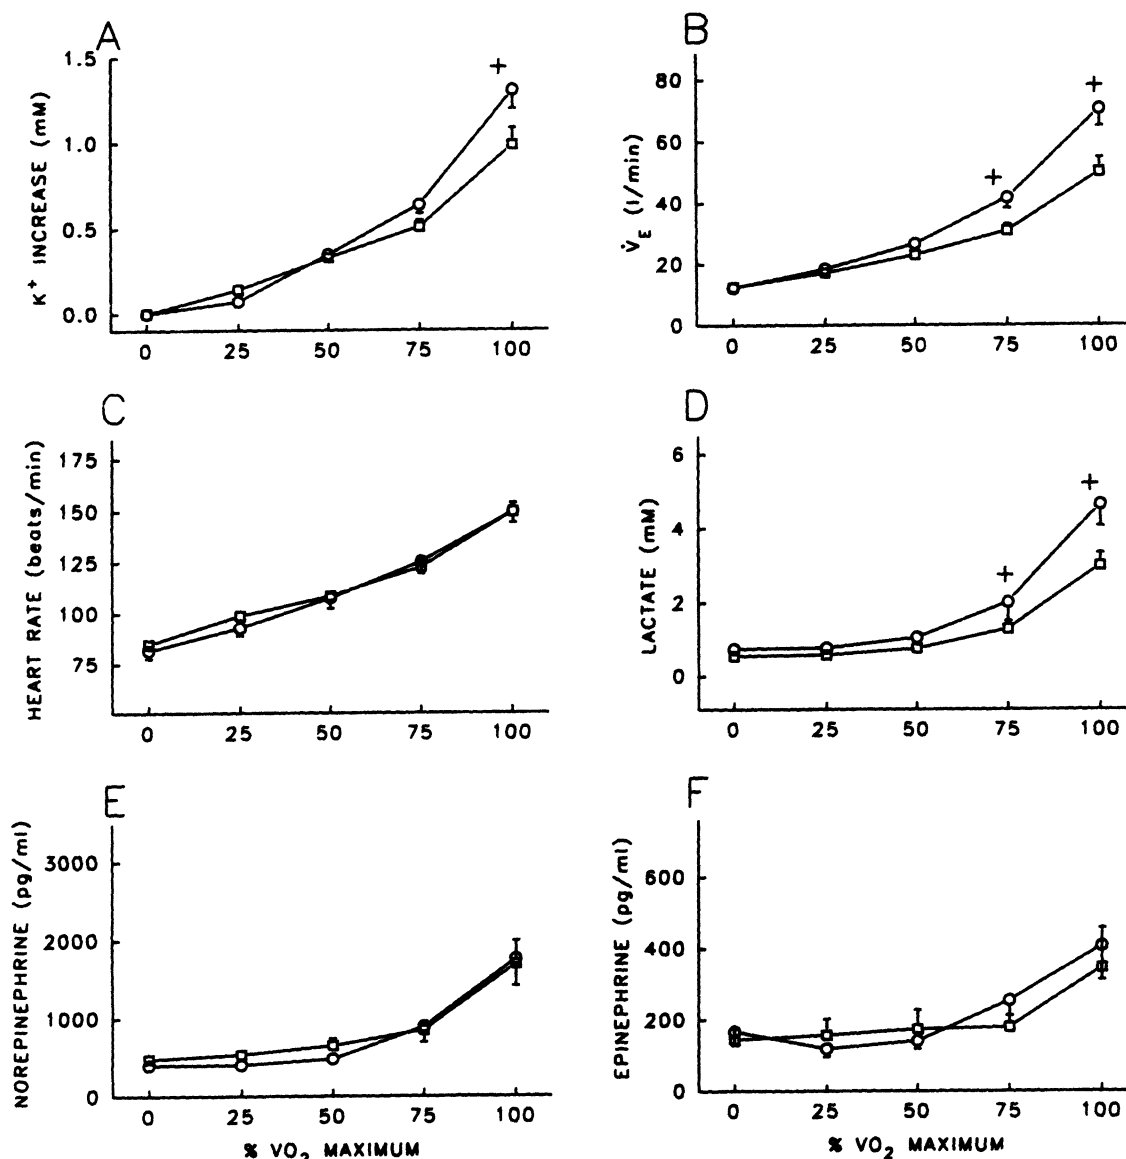 A
K+ INCREASE (mM)
1.5
1.0
0.5
0.0
+
0 25 50 75 100
B
V̇E (l/min)
80
60
40
20
0
+ +
0 25 50 75 100
C
HEART RATE (beats/min)
175
150
125
100
75
0 25 50 75 100
D
LACTATE (mM)
6
4
2
0
+ +
0 25 50 75 100
E
NOREPINEPHRINE (pg/ml)
3000
2000
1000
0
0 25 50 75 100
% VO2 MAXIMUM
F
EPINEPHRINE (pg/ml)
600
400
200
0
0 25 50 75 100
% VO2 MAXIMUM